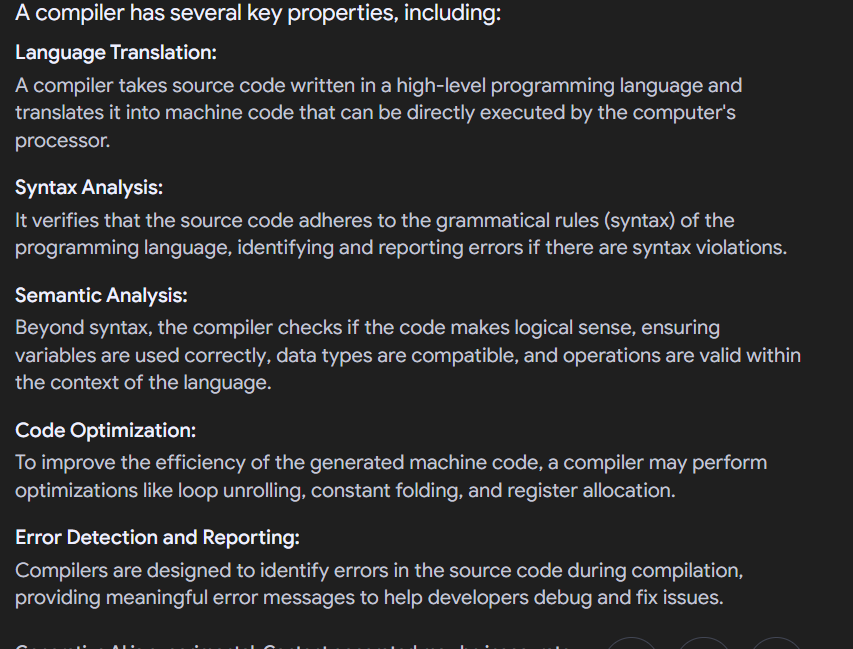 A compiler has several key properties, including:
Language Translation:
A compiler takes source code written in a high-level programming language and
translates it into machine code that can be directly executed by the computer's
processor.
Syntax Analysis:
It verifies that the source code adheres to the grammatical rules (syntax) of the
programming language, identifying and reporting errors if there are syntax violations.
Semantic Analysis:
Beyond syntax, the compiler checks if the code makes logical sense, ensuring
variables are used correctly, data types are compatible, and operations are valid within
the context of the language.
Code Optimization:
To improve the efficiency of the generated machine code, a compiler may perform
optimizations like loop unrolling, constant folding, and register allocation.
Error Detection and Reporting:
Compilers are designed to identify errors in the source code during compilation,
providing meaningful error messages to help developers debug and fix issues.